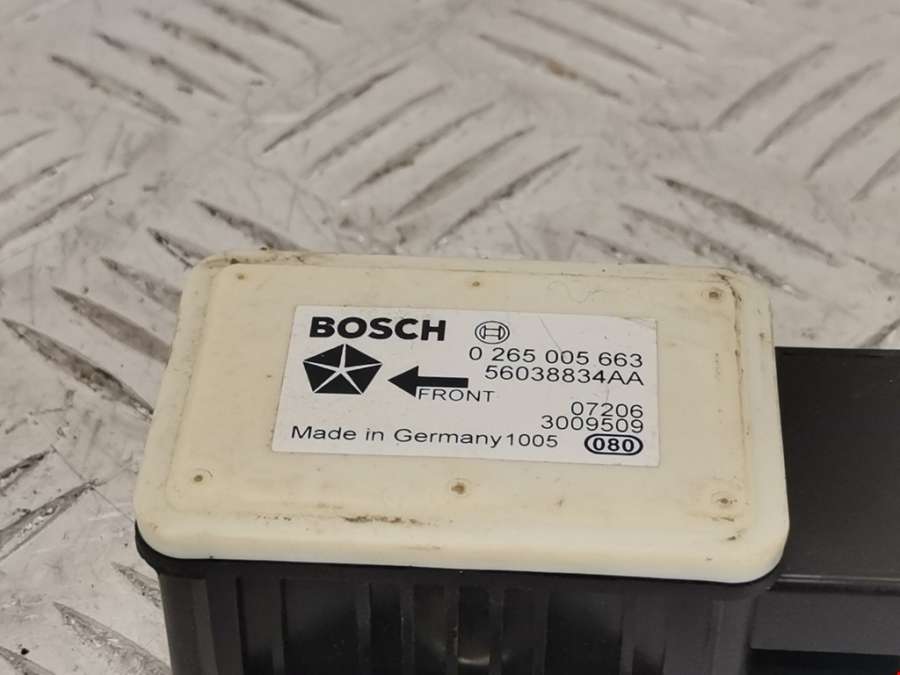 BOSCH
0 265 005 663
56038834AA
FRONT
07206
3009509
Made in Germany 1005 080